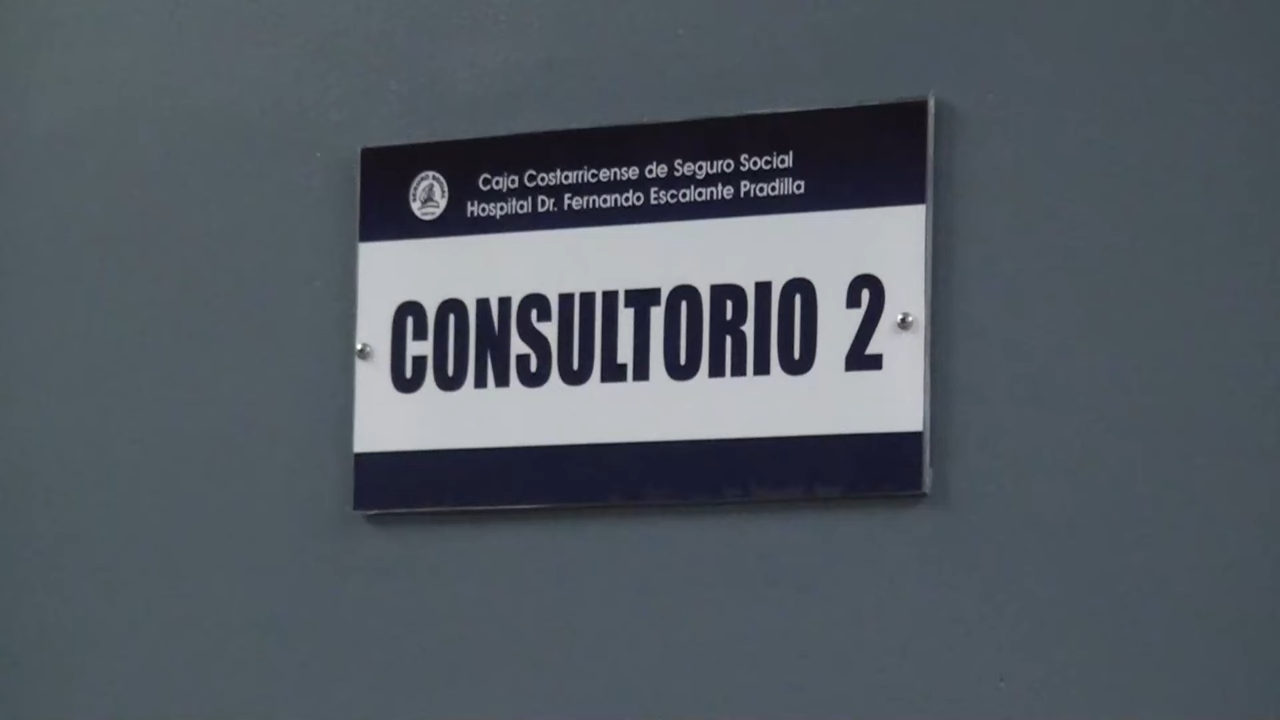 Caja Costarricense de Seguro Social
Hospital Dr. Fernando Escalante Pradilla
CONSULTORIO 2